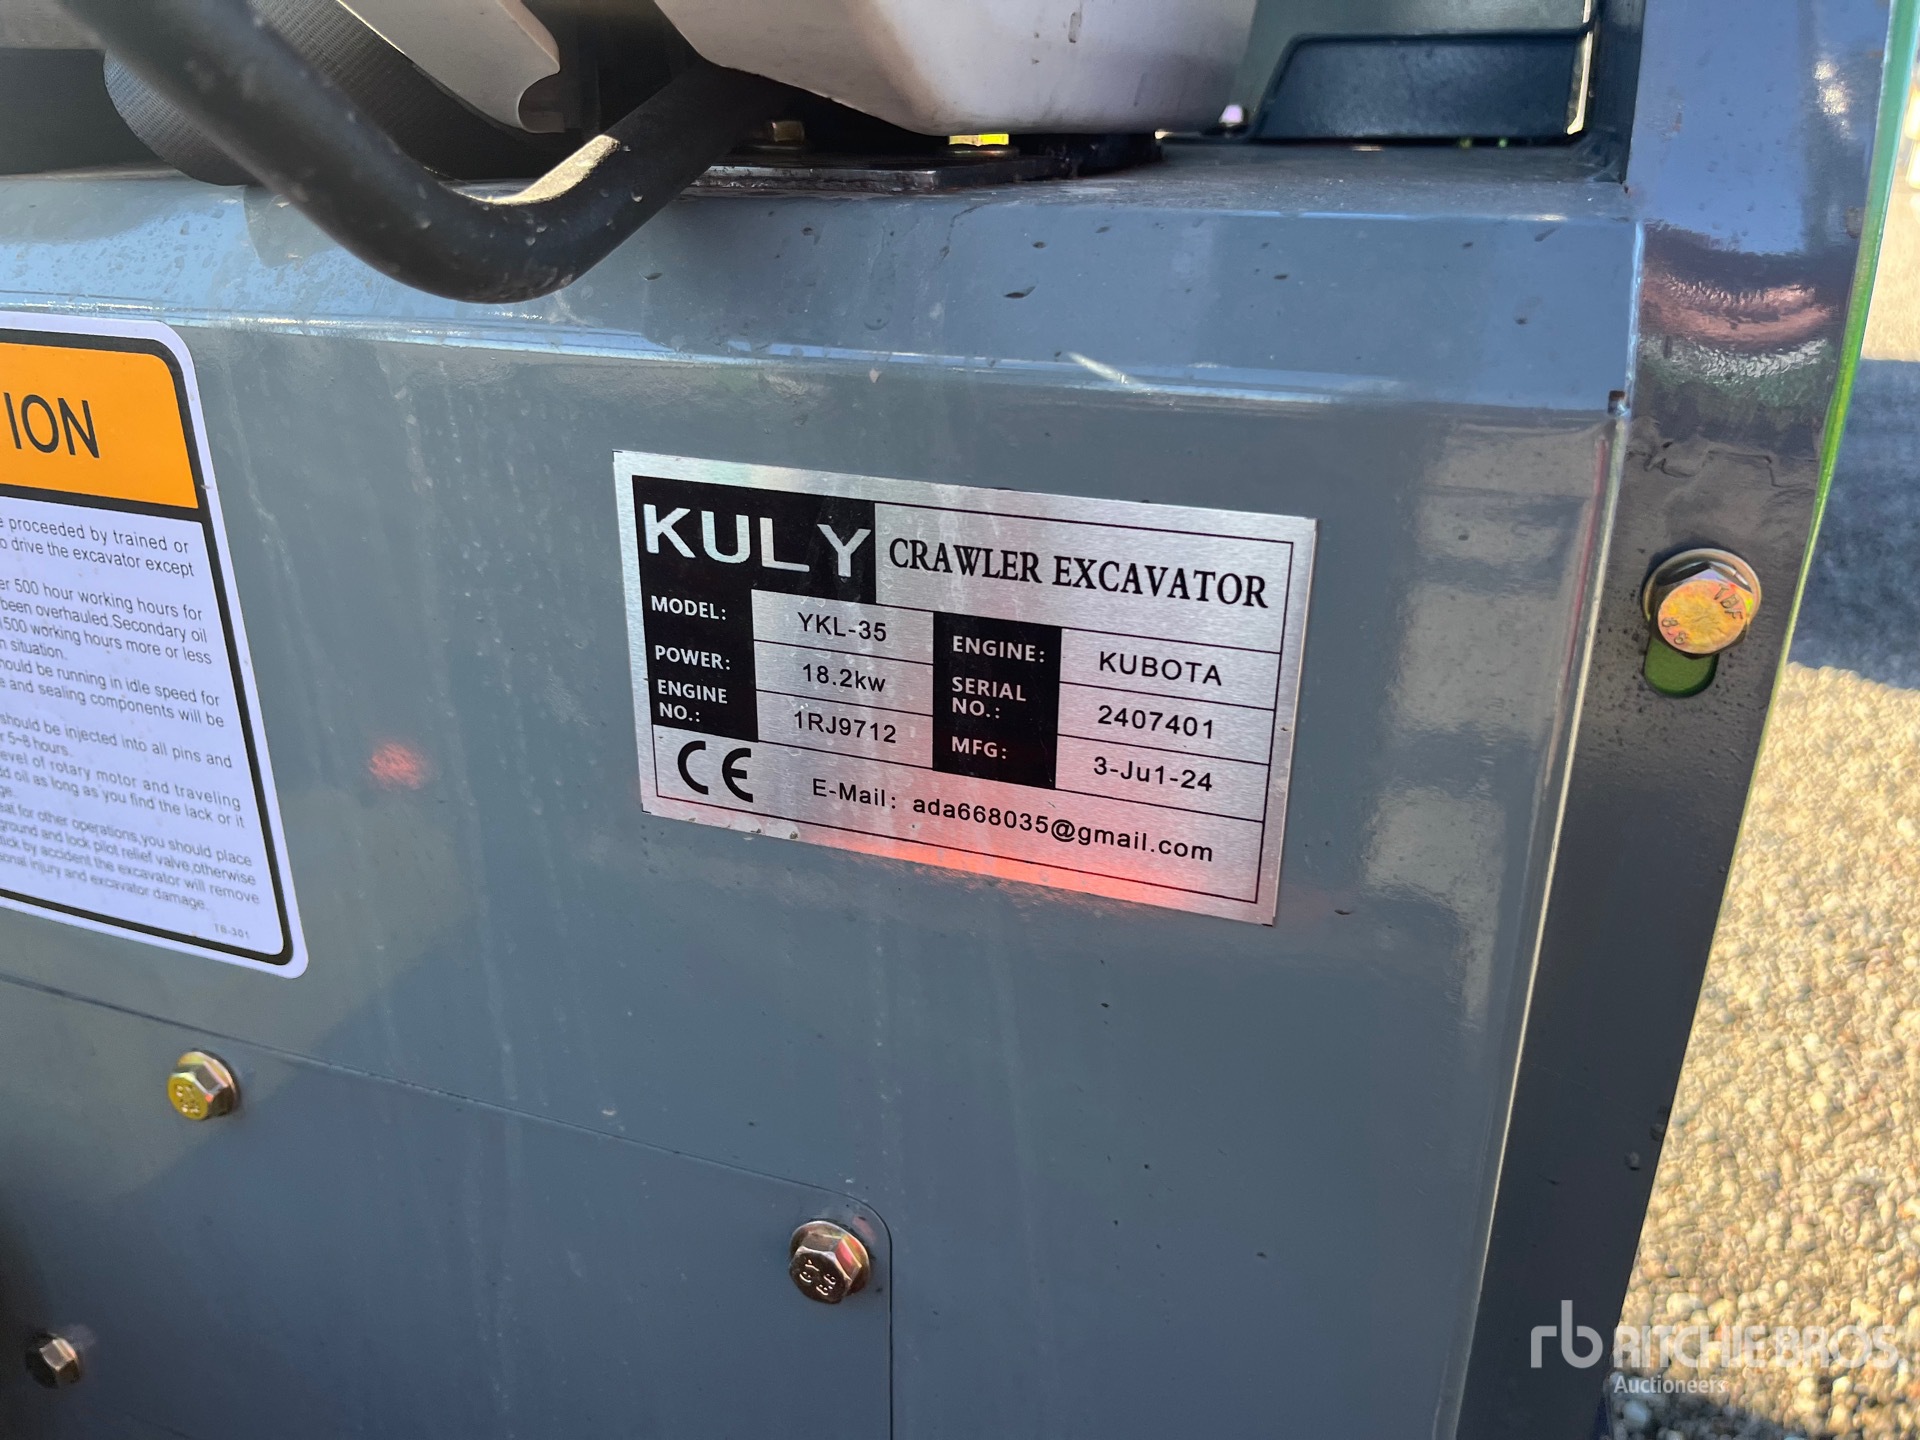 ION
proceeded by trained or
o drive the excavator except
er 500 hour working hours for
been overhauled.Secondary oil
1500 working hours more or less
situation.
hould be running in idle speed for
and sealing components will be
should be injected into all pins and
5~8 hours.
evel of rotary motor and traveling
d oil as long as you find the lack or it
for other operations,you should place
ground and lock pilot relief valve,otherwise
tick by accident the excavator will remove
onal injury and excavator damage.
TB-301
KULY CRAWLER EXCAVATOR
MODEL: YKL-35 ENGINE: KUBOTA
POWER: 18.2kw SERIAL NO.: 2407401
ENGINE NO.: 1RJ9712 MFG: 3-Ju1-24
CE E-Mail: ada668035@gmail.com
8.8
rb RITCHIE BROS
Auctioneers